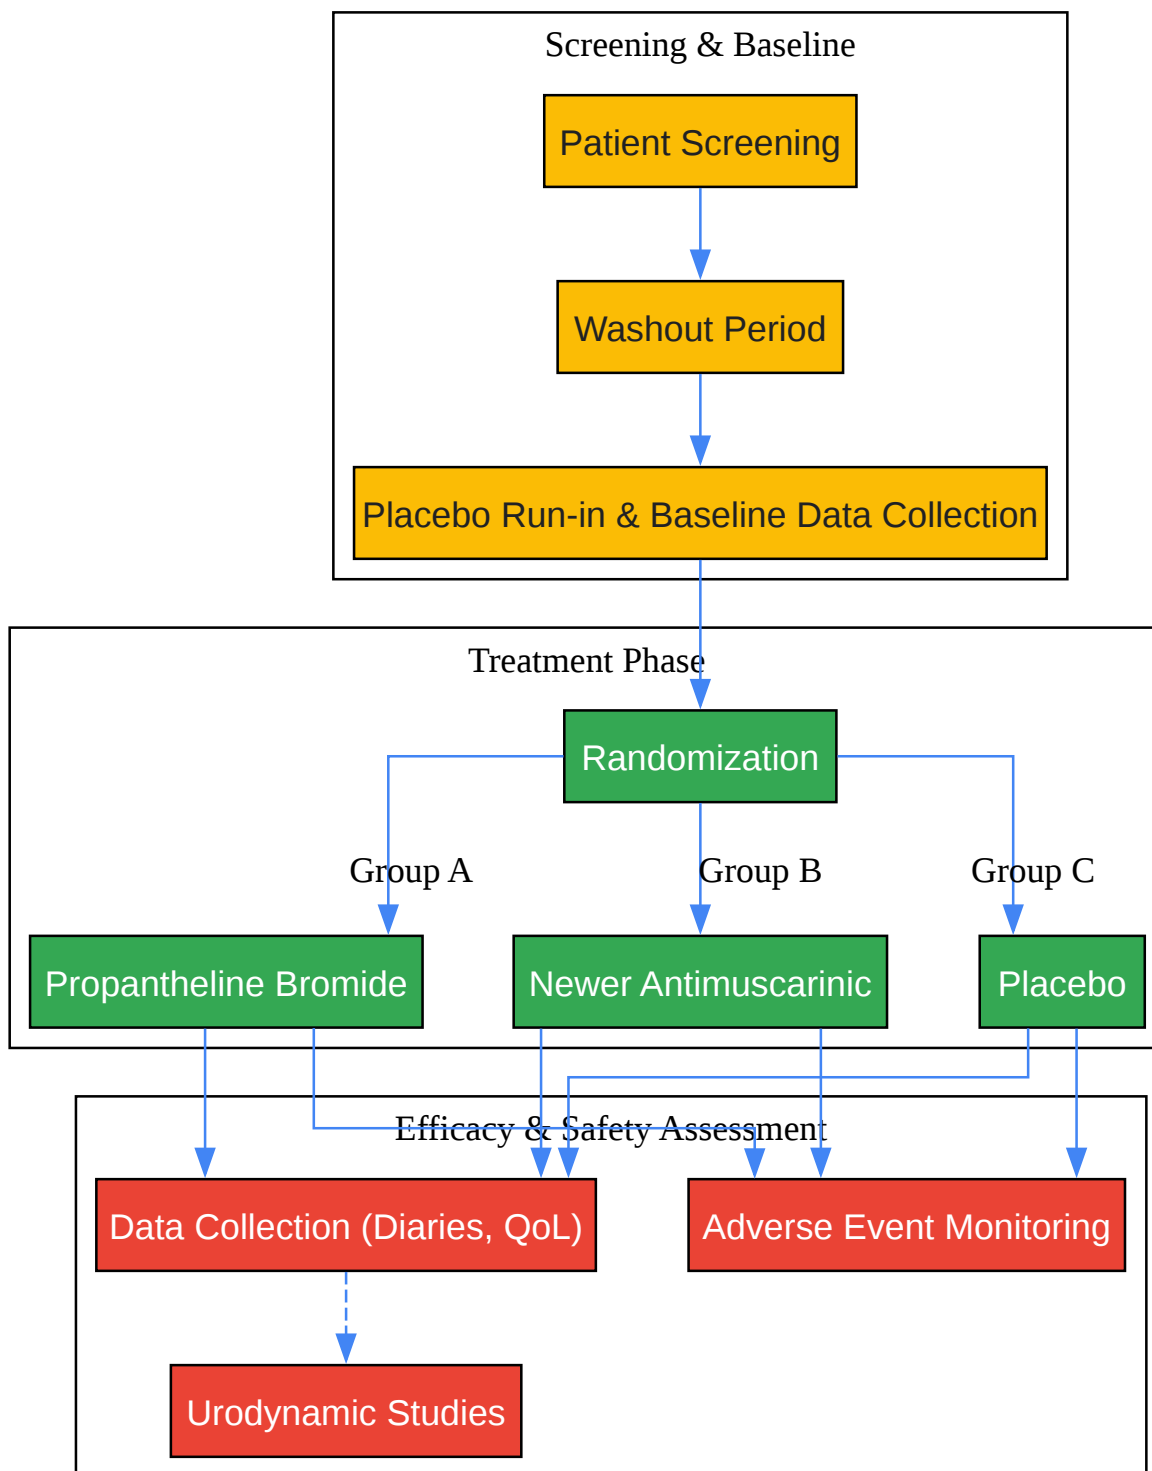 Screening & Baseline
Patient Screening
Washout Period
Placebo Run-in & Baseline Data Collection
Treatment Phase
Randomization
Group A
Group B
Group C
Propantheline Bromide
Newer Antimuscarinic
Placebo
Efficacy & Safety Assessment
Data Collection (Diaries, QoL)
Adverse Event Monitoring
Urodynamic Studies